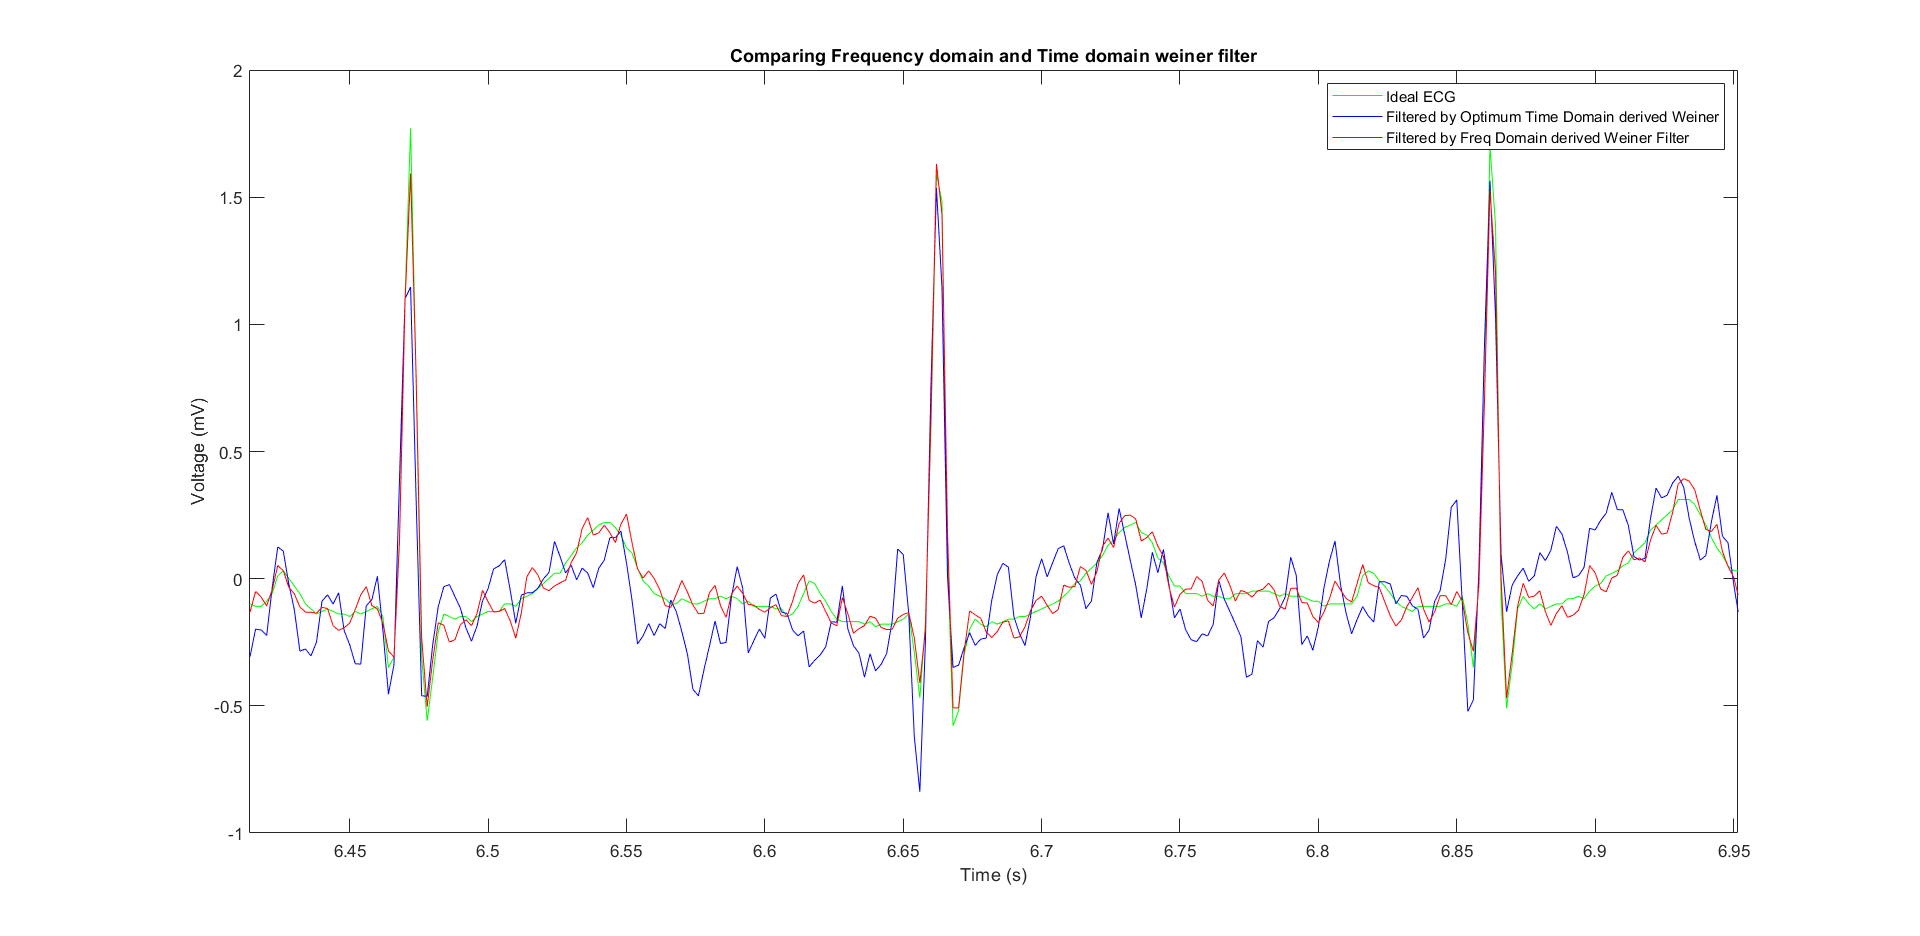 Comparing Frequency domain and Time domain weiner filter
2
Ideal ECG
Filtered by Optimum Time Domain derived Weiner
Filtered by Freq Domain derived Weiner Filter
1.5
1
0.5
0
-0.5
-1
Voltage (mV)
6.45 6.5 6.55 6.6 6.65 6.7 6.75 6.8 6.85 6.9 6.95
Time (s)